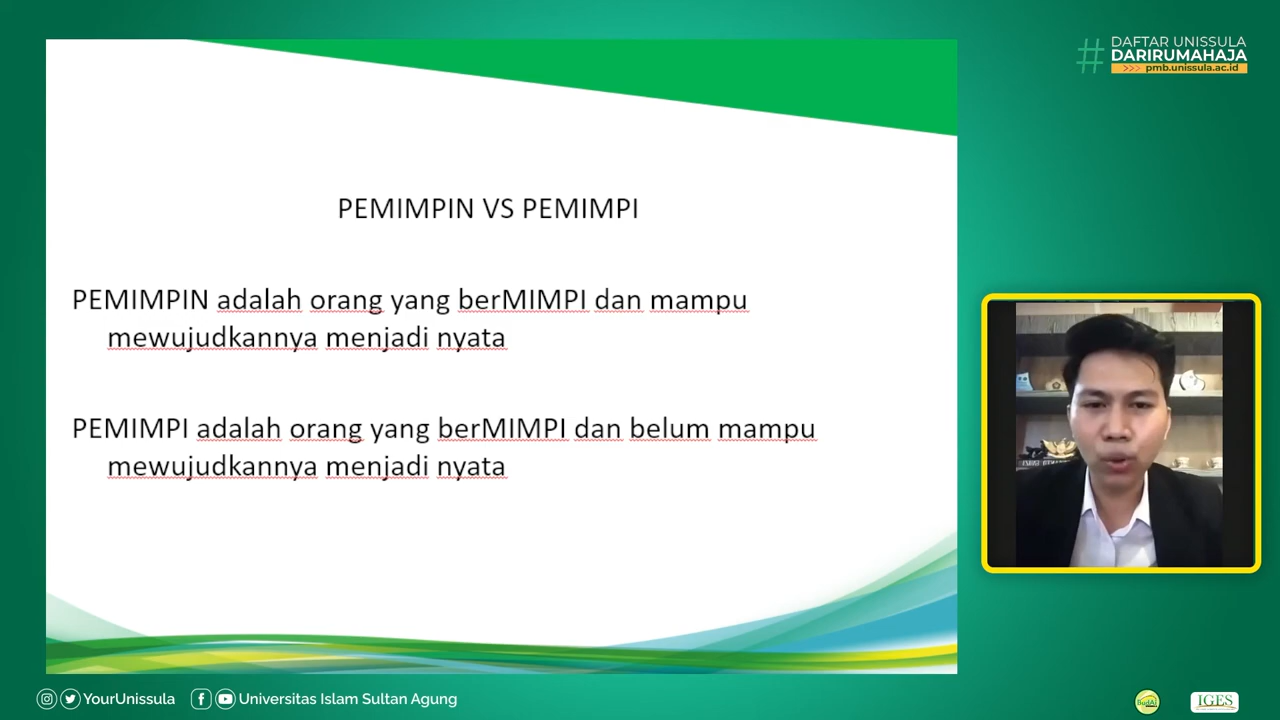 # DAFTAR UNISSULA
DARIRUMAHAJA
>>> pmb.unissula.ac.id
PEMIMPIN VS PEMIMPI
PEMIMPIN adalah orang yang berMIMPI dan mampu
mewujudkannya menjadi nyata
PEMIMPI adalah orang yang berMIMPI dan belum mampu
mewujudkannya menjadi nyata
YourUnissula
Universitas Islam Sultan Agung
BudAI
IGES